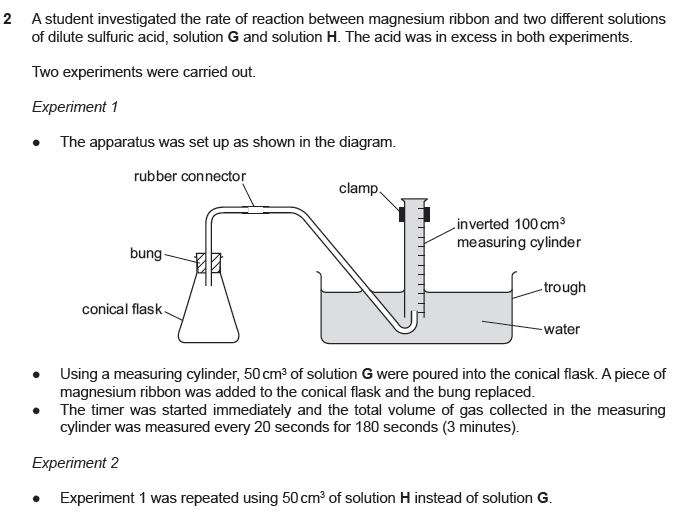 2 A student investigated the rate of reaction between magnesium ribbon and two different solutions
of dilute sulfuric acid, solution G and solution H. The acid was in excess in both experiments.
Two experiments were carried out.
Experiment 1
• The apparatus was set up as shown in the diagram.
rubber connector
clamp
inverted 100 cm³
measuring cylinder
bung
trough
conical flask
water
• Using a measuring cylinder, 50 cm³ of solution G were poured into the conical flask. A piece of
magnesium ribbon was added to the conical flask and the bung replaced.
• The timer was started immediately and the total volume of gas collected in the measuring
cylinder was measured every 20 seconds for 180 seconds (3 minutes).
Experiment 2
• Experiment 1 was repeated using 50 cm³ of solution H instead of solution G.